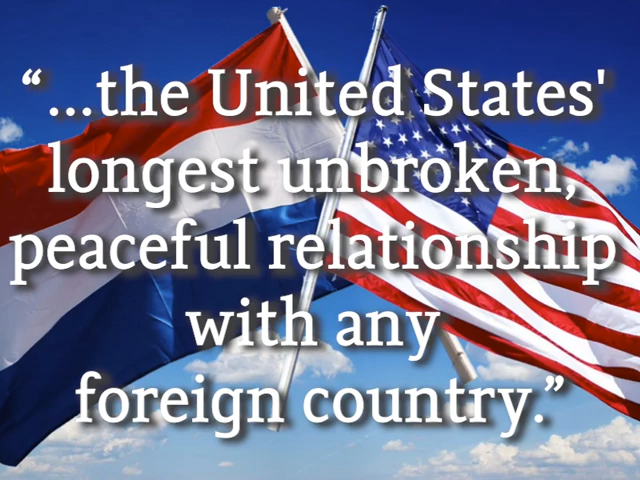 “...the United States'
longest unbroken,
peaceful relationship
with any
foreign country.”